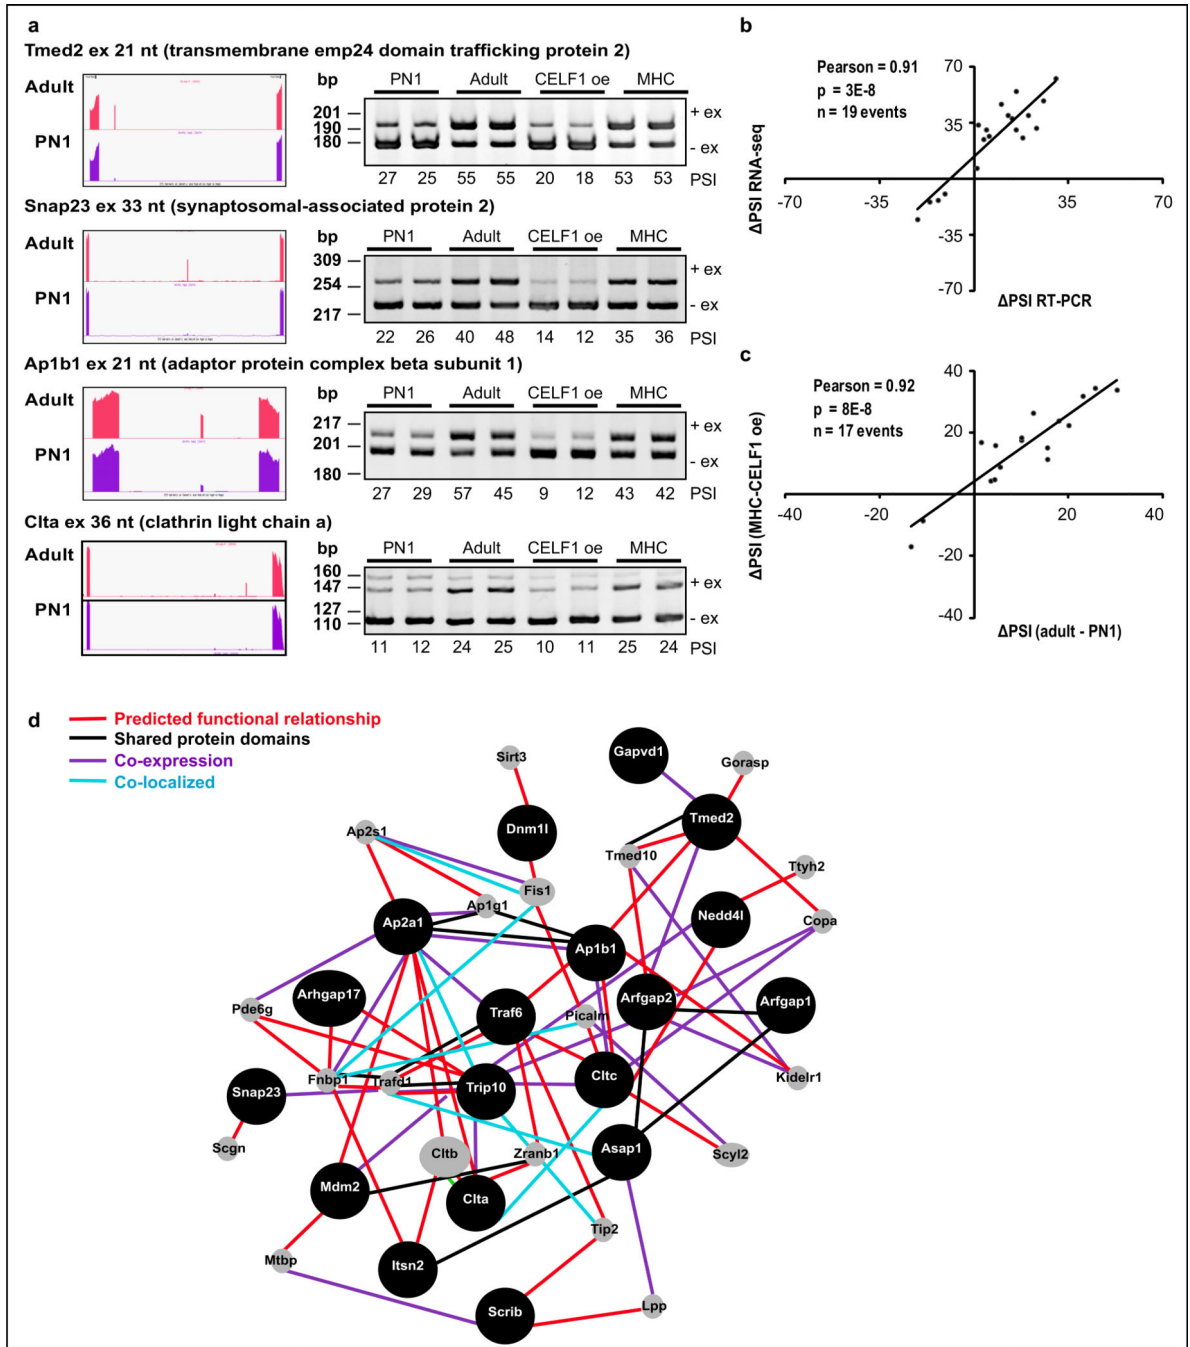 a
Tmed2 ex 21 nt (transmembrane emp24 domain trafficking protein 2)
Adult
PN1
bp
PN1 Adult CELF1 oe MHC
201
190
180
+ ex
- ex
27 25 55 55 20 18 53 53 PSI
Snap23 ex 33 nt (synaptosomal-associated protein 2)
Adult
PN1
bp
PN1 Adult CELF1 oe MHC
309
254
217
+ ex
- ex
22 26 40 48 14 12 35 36 PSI
Ap1b1 ex 21 nt (adaptor protein complex beta subunit 1)
Adult
PN1
bp
PN1 Adult CELF1 oe MHC
217
201
180
+ ex
- ex
27 29 57 45 9 12 43 42 PSI
Clta ex 36 nt (clathrin light chain a)
Adult
PN1
bp
PN1 Adult CELF1 oe MHC
160
147
127
110
+ ex
- ex
11 12 24 25 10 11 25 24 PSI
b
Pearson = 0.91
p = 3E-8
n = 19 events
ΔPSI RNA-seq
70
35
-70 -35 35 70
-35
-70
ΔPSI RT-PCR
c
Pearson = 0.92
p = 8E-8
n = 17 events
ΔPSI (MHC-CELF1 oe)
40
20
-40 -20 20 40
-20
-40
ΔPSI (adult - PN1)
d
Predicted functional relationship
Shared protein domains
Co-expression
Co-localized
Sirt3
Gapvd1
Gorasp
Dnm1l
Tmed2
Ap2s1
Tmed10
Ttyh2
Fis1
Ap1g1
Ap2a1
Nedd4l
Copa
Ap1b1
Arhgap17
Arfgap2
Arfgap1
Pde6g
Traf6
Picalm
Fnbp1
Trafd1
Trip10
Cltc
Kidelr1
Snap23
Scgn
Cltb
Zranb1
Asap1
Scyl2
Mdm2
Clta
Tip2
Mtbp
Itsn2
Scrib
Lpp